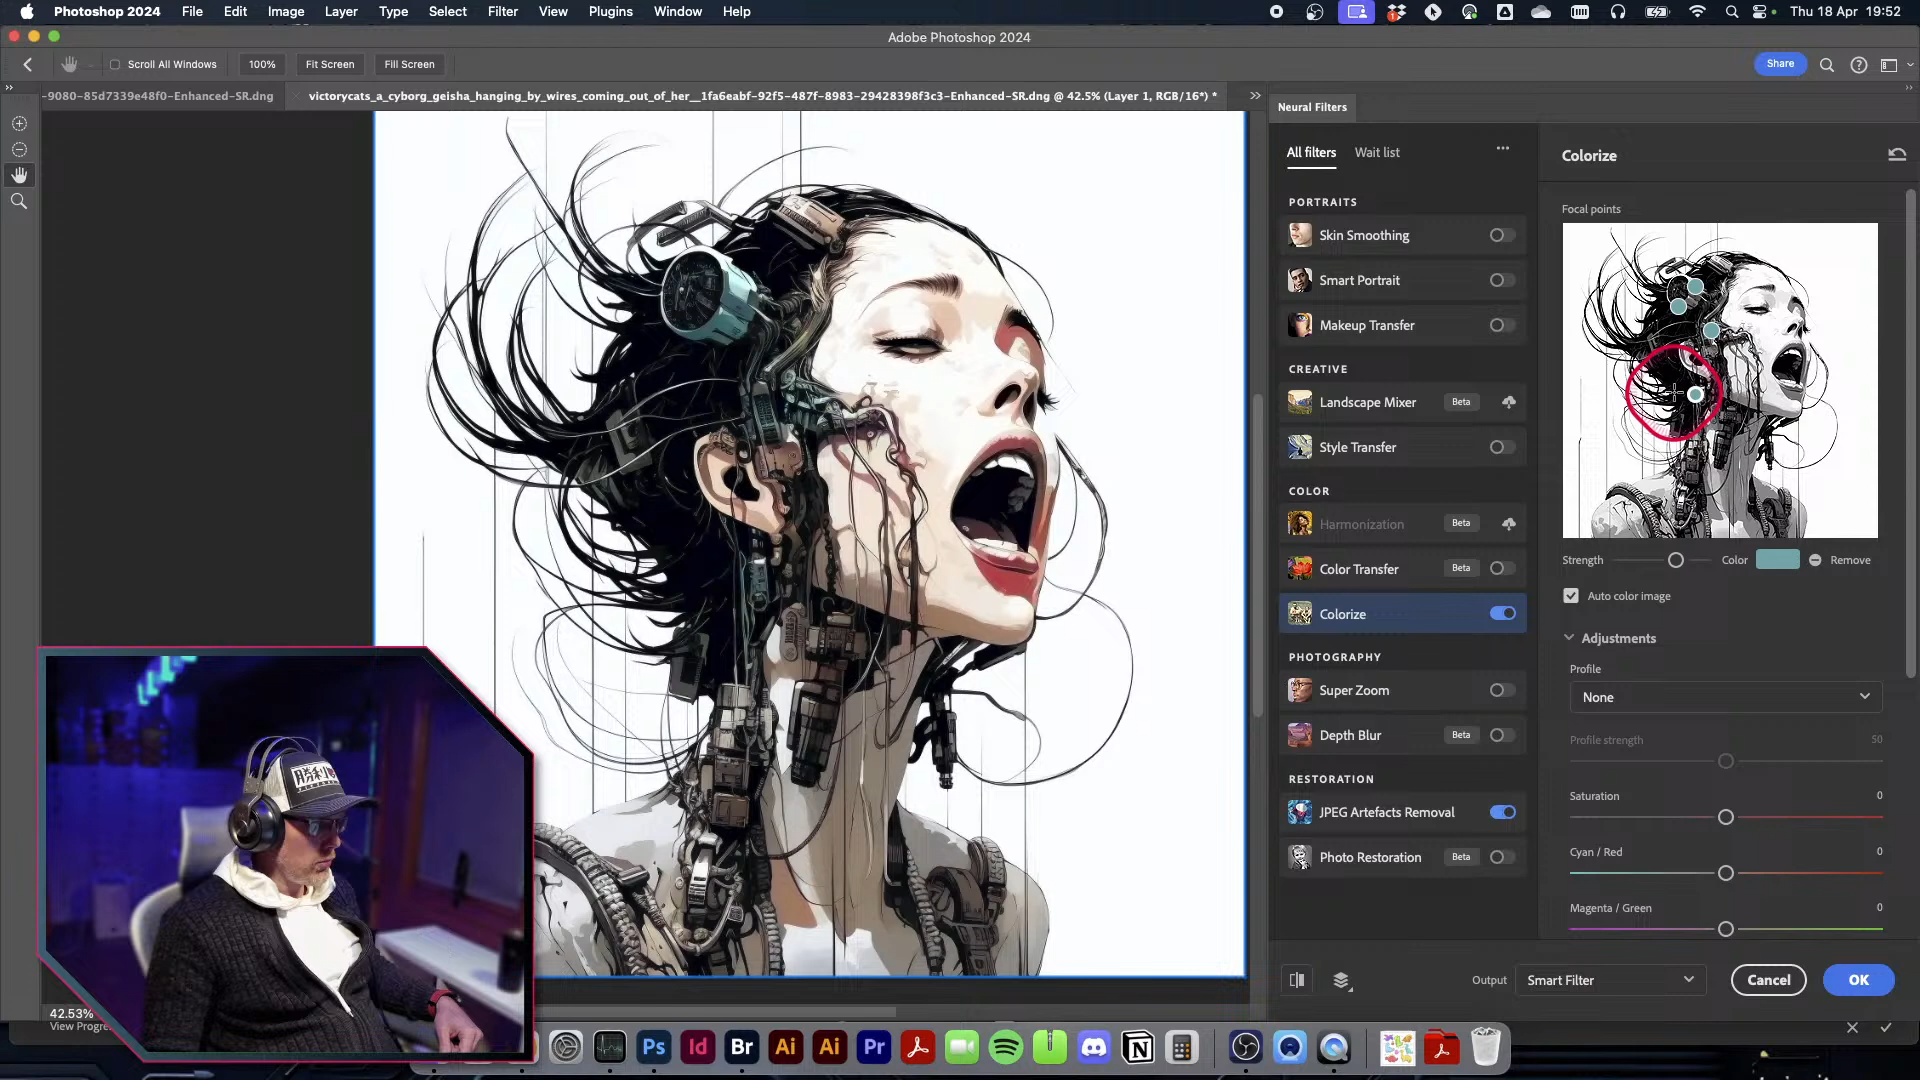 Photoshop 2024 File Edit Image Layer Type Select Filter View Plugins Window Help
Thu 18 Apr 19:52
Adobe Photoshop 2024
Scroll All Windows 100% Fit Screen Fill Screen
Share
-9080-85d7339e48f0-Enhanced-SR.dng
victorycats_a_cyborg_geisha_hanging_by_wires_coming_out_of_her__1fa6eabf-92f5-487f-8983-29428398f3c3-Enhanced-SR.dng @ 42.5% (Layer 1, RGB/16*) *
Neural Filters
All filters Wait list
PORTRAITS
Skin Smoothing
Smart Portrait
Makeup Transfer
CREATIVE
Landscape Mixer Beta
Style Transfer
COLOR
Harmonization Beta
Color Transfer Beta
Colorize
PHOTOGRAPHY
Super Zoom
Depth Blur Beta
RESTORATION
JPEG Artefacts Removal
Photo Restoration Beta
Colorize
Focal points
Strength Color Remove
Auto color image
Adjustments
Profile
None
Profile strength 50
Saturation 0
Cyan / Red 0
Magenta / Green 0
Output Smart Filter Cancel OK
42.53%
View Progre
勝利
Ps Id Br Ai Ai Pr